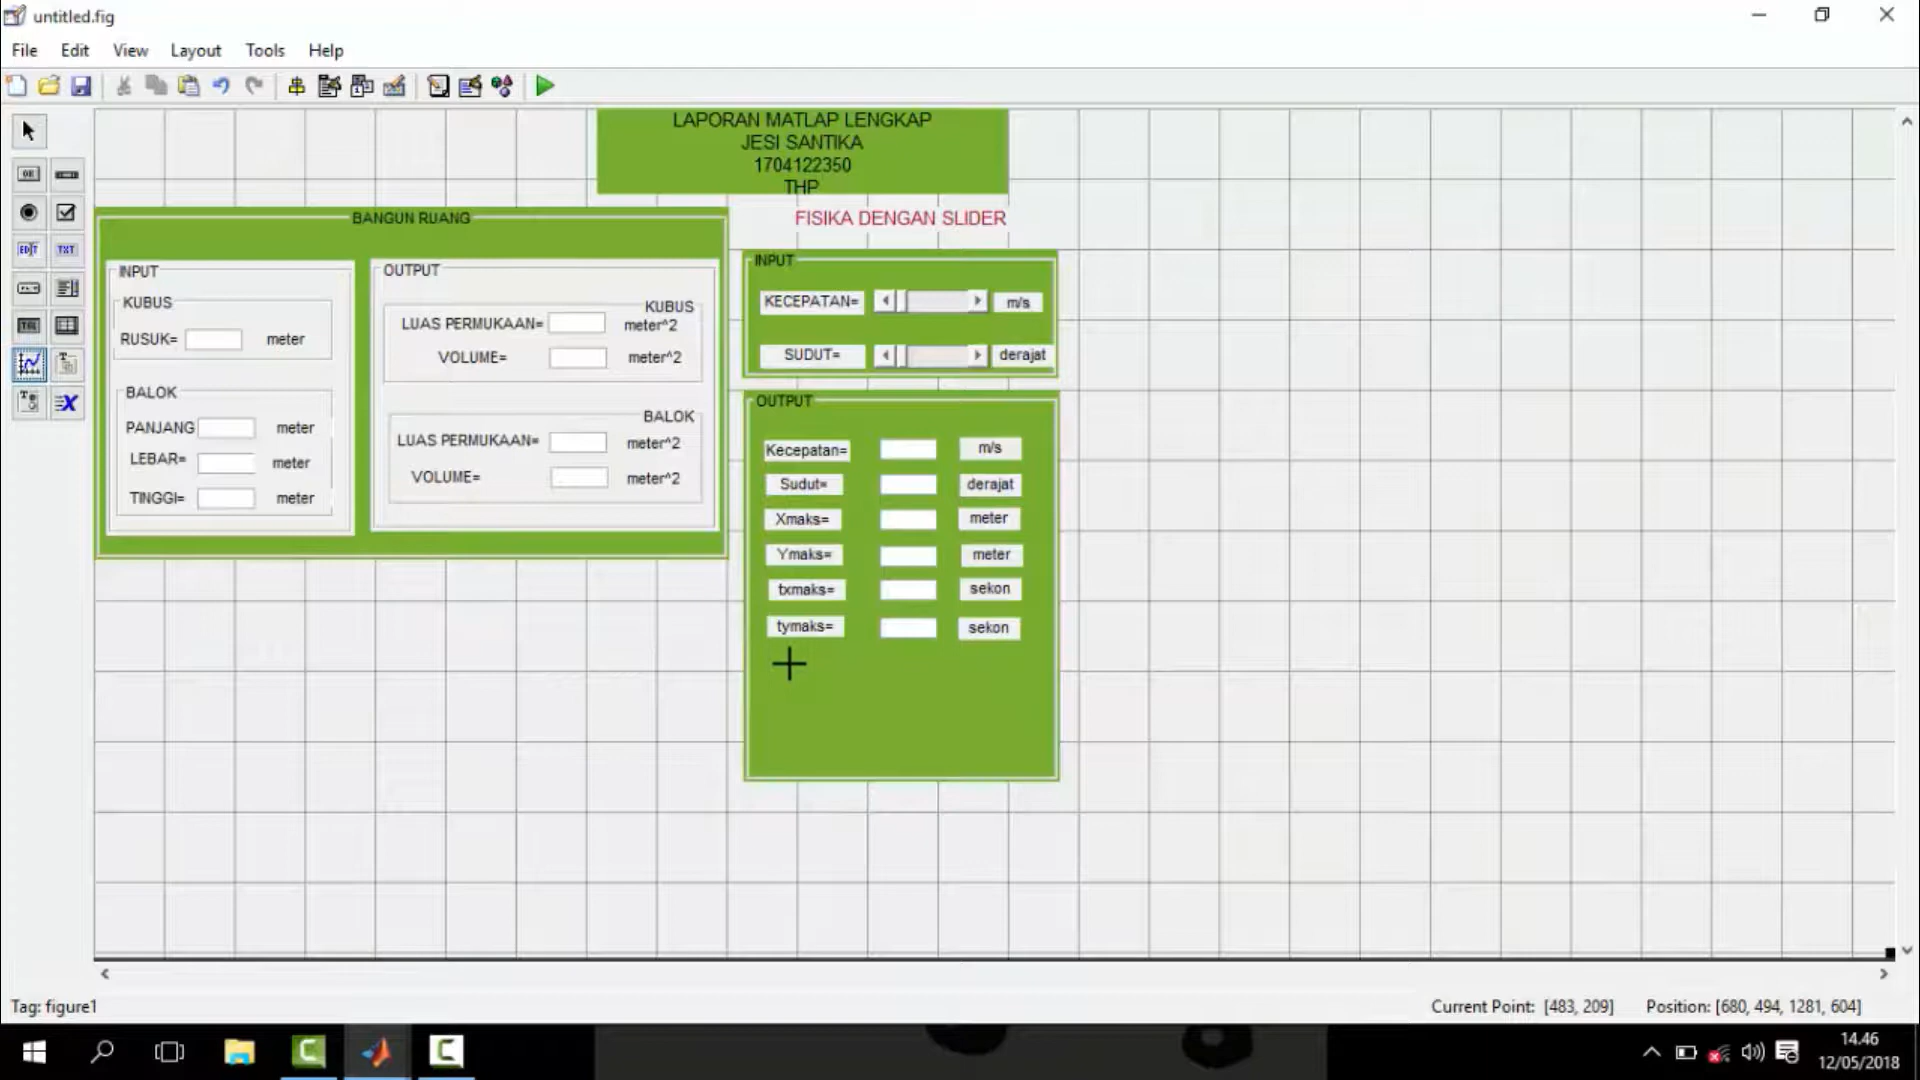 untitled.fig
File Edit View Layout Tools Help
OK
EDIT TXT
TGL
LAPORAN MATLAP LENGKAP
JESI SANTIKA
1704122350
THP
BANGUN RUANG
INPUT
KUBUS
RUSUK= meter
BALOK
PANJANG meter
LEBAR= meter
TINGGI= meter
OUTPUT
KUBUS
LUAS PERMUKAAN= meter^2
VOLUME= meter^2
BALOK
LUAS PERMUKAAN= meter^2
VOLUME= meter^2
FISIKA DENGAN SLIDER
INPUT
KECEPATAN= m/s
SUDUT= derajat
OUTPUT
Kecepatan= m/s
Sudut= derajat
Xmaks= meter
Ymaks= meter
txmaks= sekon
tymaks= sekon
Tag: figure1
Current Point: [483, 209] Position: [680, 494, 1281, 604]
14.46
12/05/2018